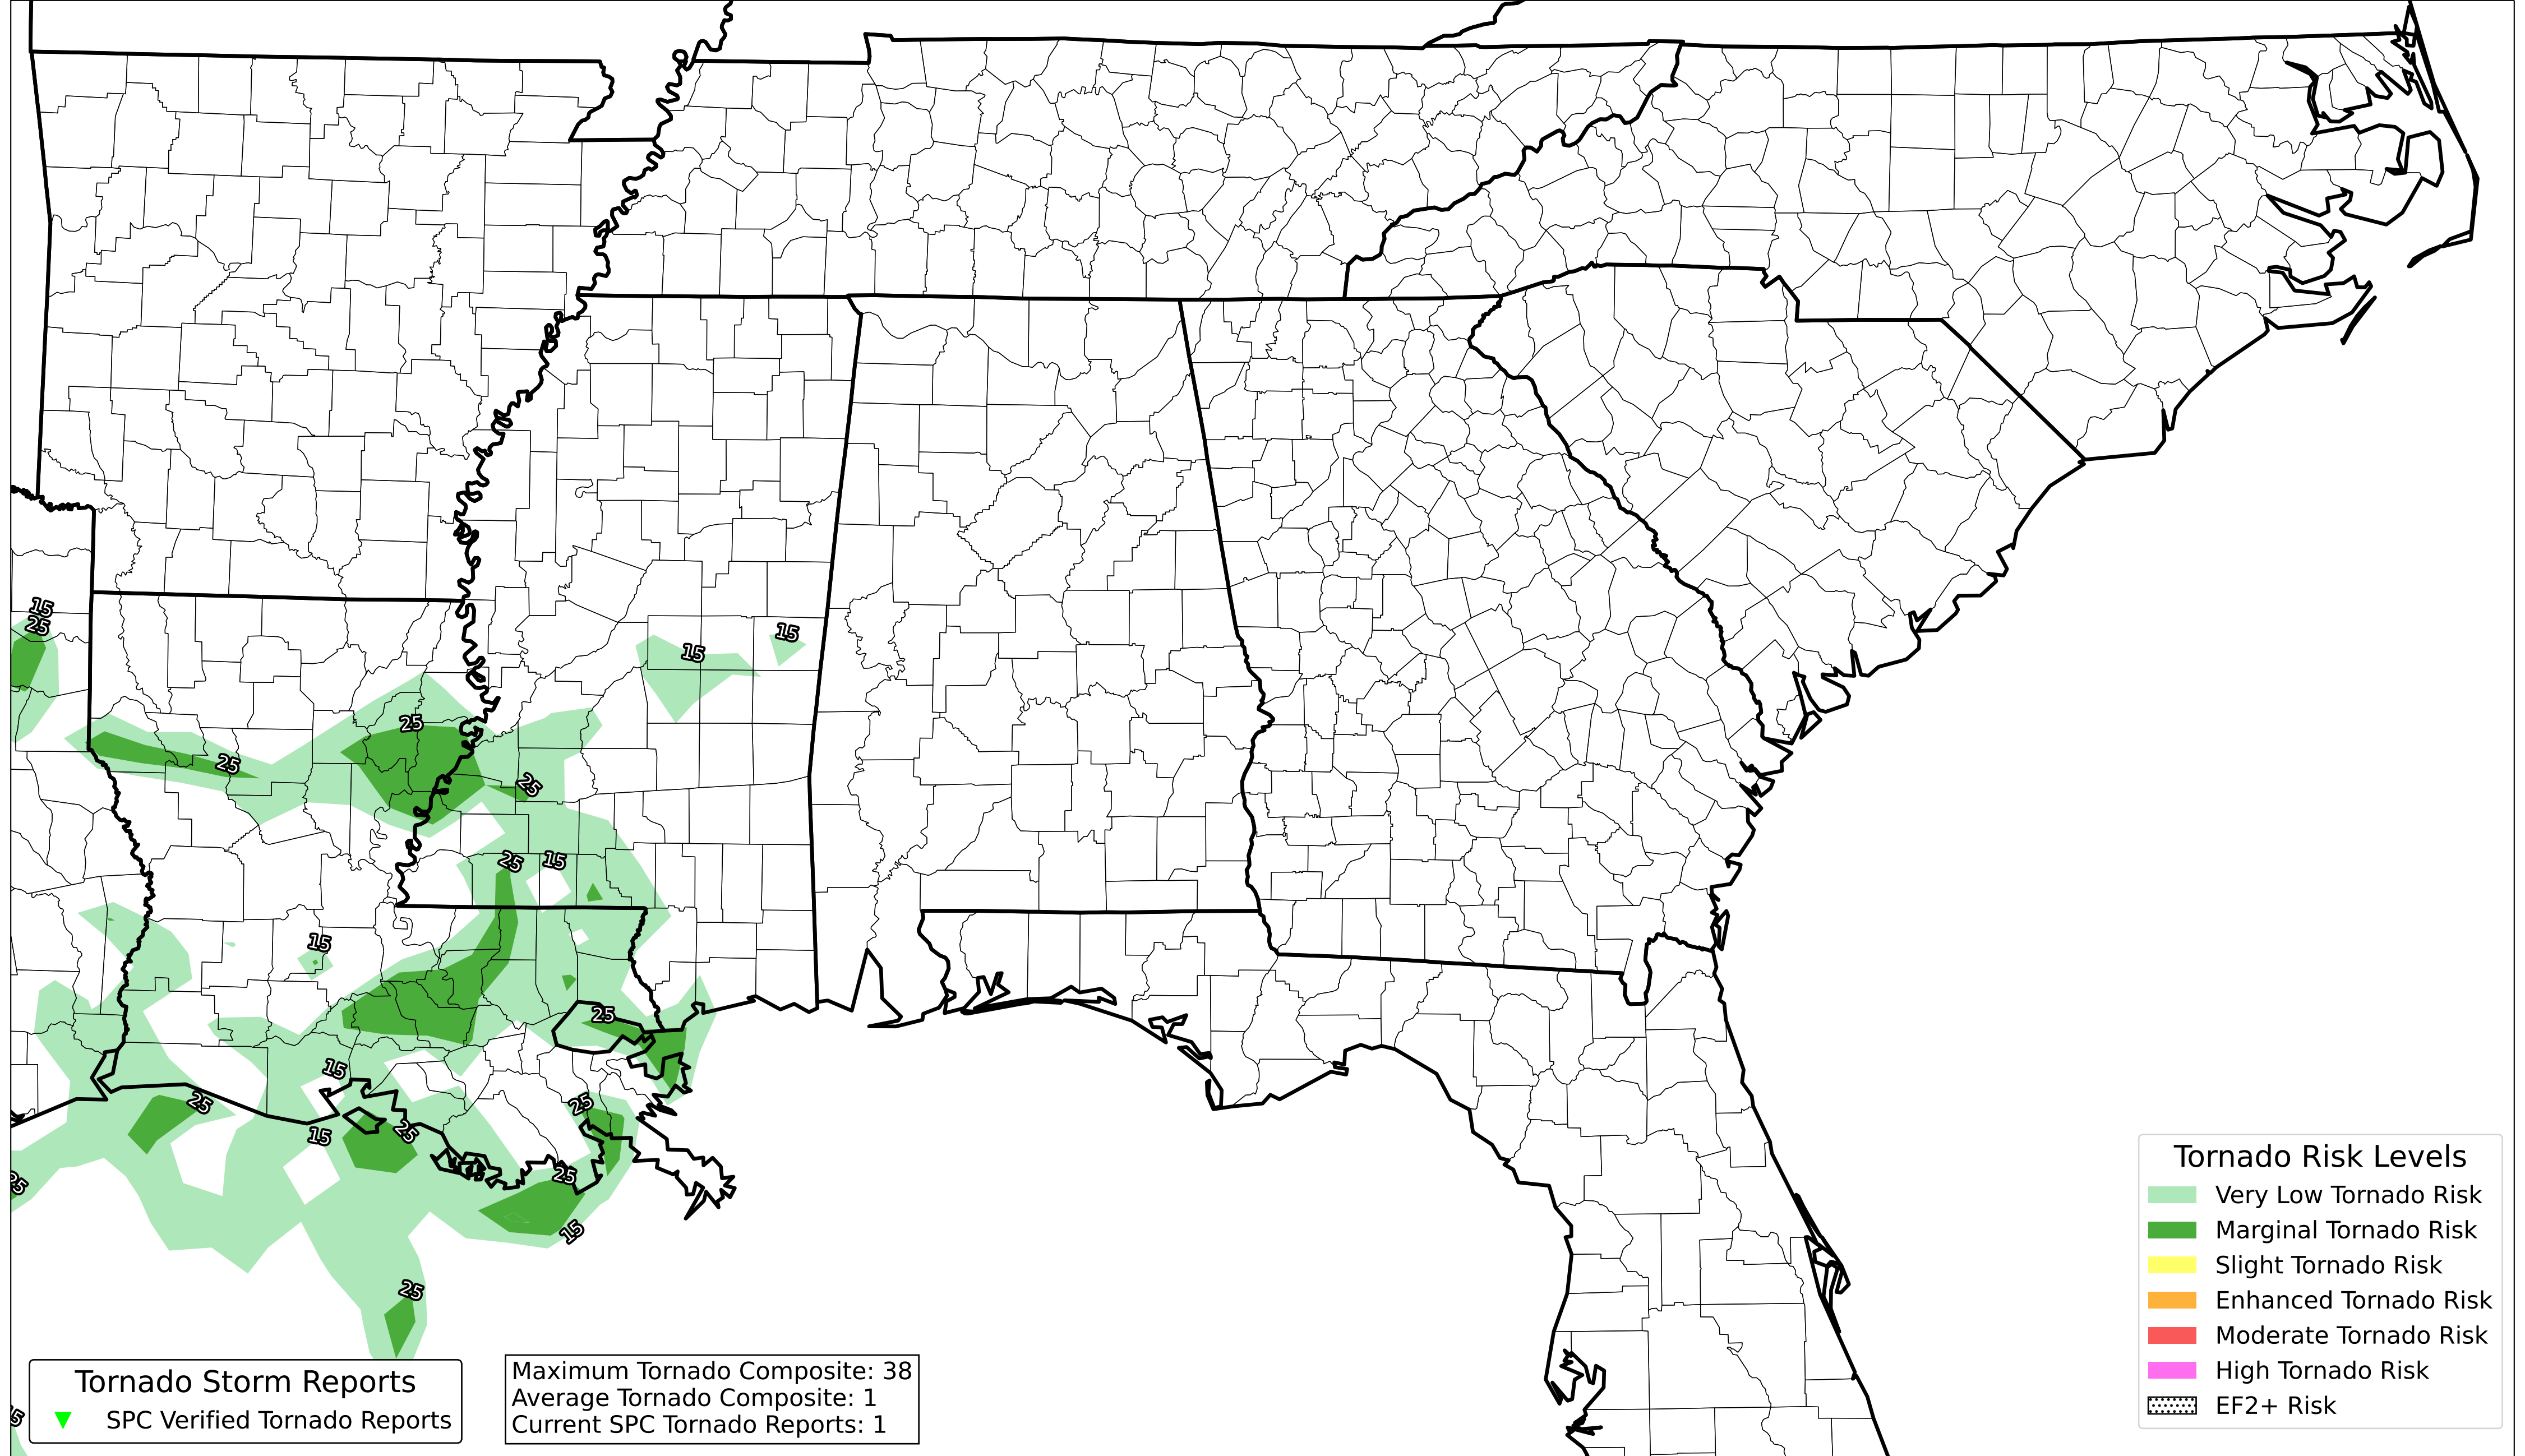 15
25
15
15
25
25
25
25
15
15
25
15
25
25
15
25
25
25
15
25
15
Tornado Risk Levels
Very Low Tornado Risk
Marginal Tornado Risk
Slight Tornado Risk
Enhanced Tornado Risk
Moderate Tornado Risk
High Tornado Risk
EF2+ Risk
Tornado Storm Reports
SPC Verified Tornado Reports
Maximum Tornado Composite: 38
Average Tornado Composite: 1
Current SPC Tornado Reports: 1